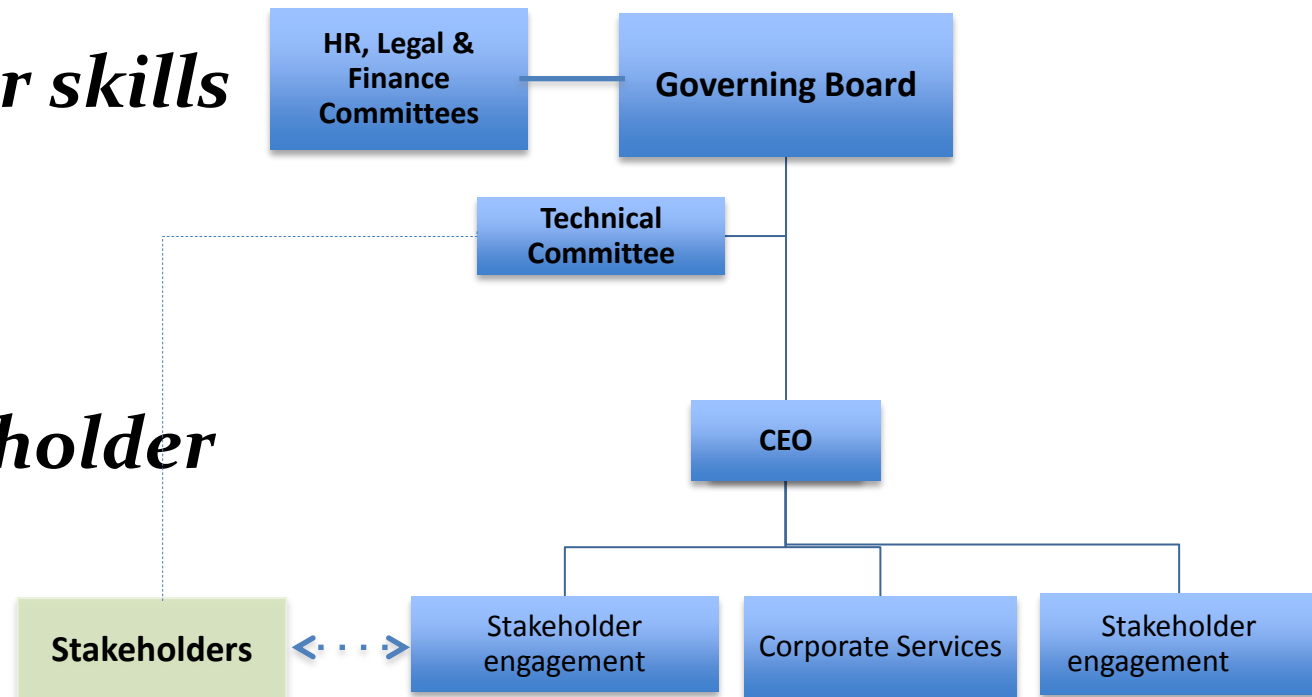 HR, Legal &
Finance
Committees
Governing Board
r skills
Technical
Committee
CEO
holder
Stakeholders
Stakeholder
engagement
Corporate Services
Stakeholder
engagement